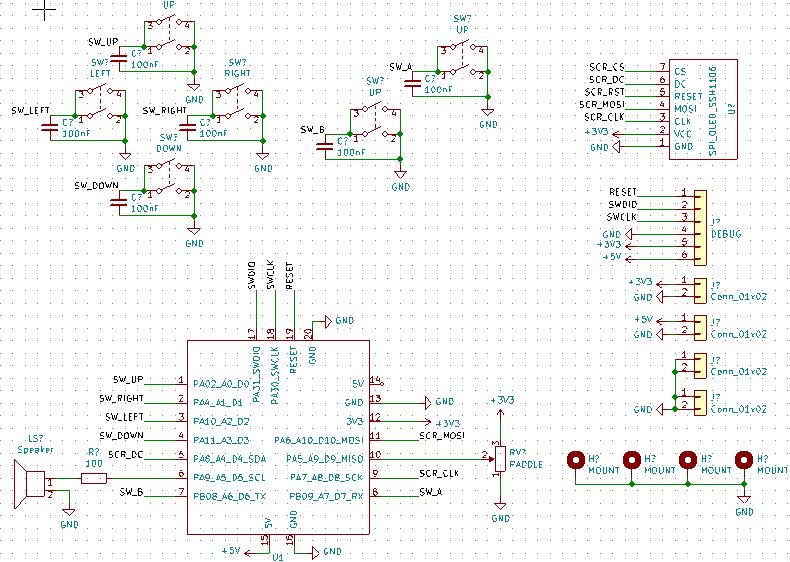 UP
3 4
SW_UP
1 2
C?
100nF
GND
SW?
LEFT
3 4
SW_LEFT
1 2
C?
100nF
GND
SW?
RIGHT
3 4
SW_RIGHT
1 2
C?
100nF
GND
SW?
DOWN
3 4
SW_DOWN
1 2
C?
100nF
GND
SW?
UP
3 4
SW_A
1 2
C?
100nF
GND
SW?
UP
3 4
SW_B
1 2
C?
100nF
GND
SCR_CS 7 CS
SCR_DC 6 DC
SCR_RST 5 RESET
SCR_MOSI 4 MOSI
SCR_CLK 3 CLK
+3V3 2 VCC
GND 1 GND
SPI_OLED_SSH1106
U?
RESET 1
SWDIO 2
SWCLK 3
GND 4
+3V3 5
+5V 6
J?
DEBUG
+3V3 1
GND 2
J?
Conn_01x02
+5V 1
GND 2
J?
Conn_01x02
1
2
J?
Conn_01x02
1
GND 2
J?
Conn_01x02
SWDIO
SWCLK
RESET
GND
17 18 19 20
PA31_SWDIO
PA30_SWCLK
RESET
GND
SW_UP 1 PA02_A0_D0
SW_RIGHT 2 PA4_A1_D1
SW_LEFT 3 PA10_A2_D2
SW_DOWN 4 PA11_A3_D3
SCR_DC 5 PA8_A4_D4_SDA
6 PA9_A5_D5_SCL
SW_B 7 PB08_A6_D6_TX
5V 14
GND 13 GND
3V3 12 +3V3
PA6_A10_D10_MOSI 11 SCR_MOSI
PA5_A9_D9_MISO 10
PA7_A8_D8_SCK 9 SCR_CLK
PB09_A7_D7_RX 8 SW_A
5V
GND
15 16
+5V
GND
U1
LS?
Speaker
1
2
GND
R?
100
+3V3
3
2
1
RV?
PADDLE
GND
H?
MOUNT
H?
MOUNT
H?
MOUNT
H?
MOUNT
GND